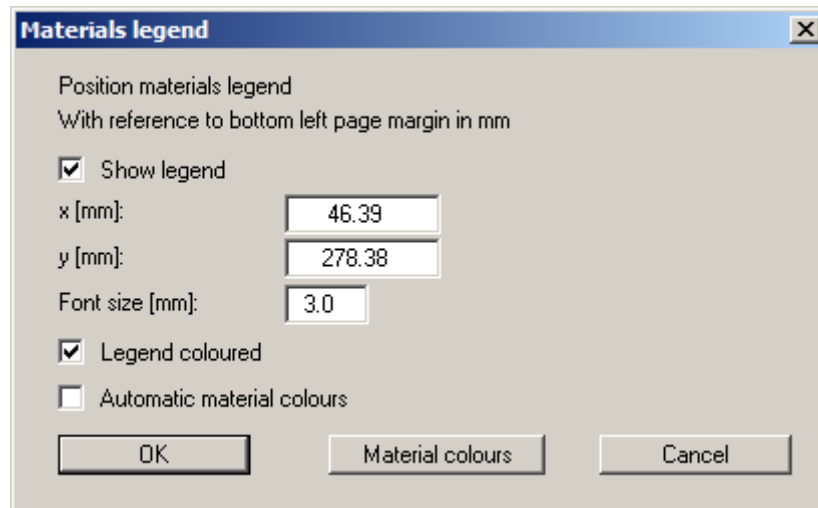 Materials legend
Position materials legend
With reference to bottom left page margin in mm
Show legend
x [mm]: 46.39
y [mm]: 278.38
Font size [mm]: 3.0
Legend coloured
Automatic material colours
OK Material colours Cancel